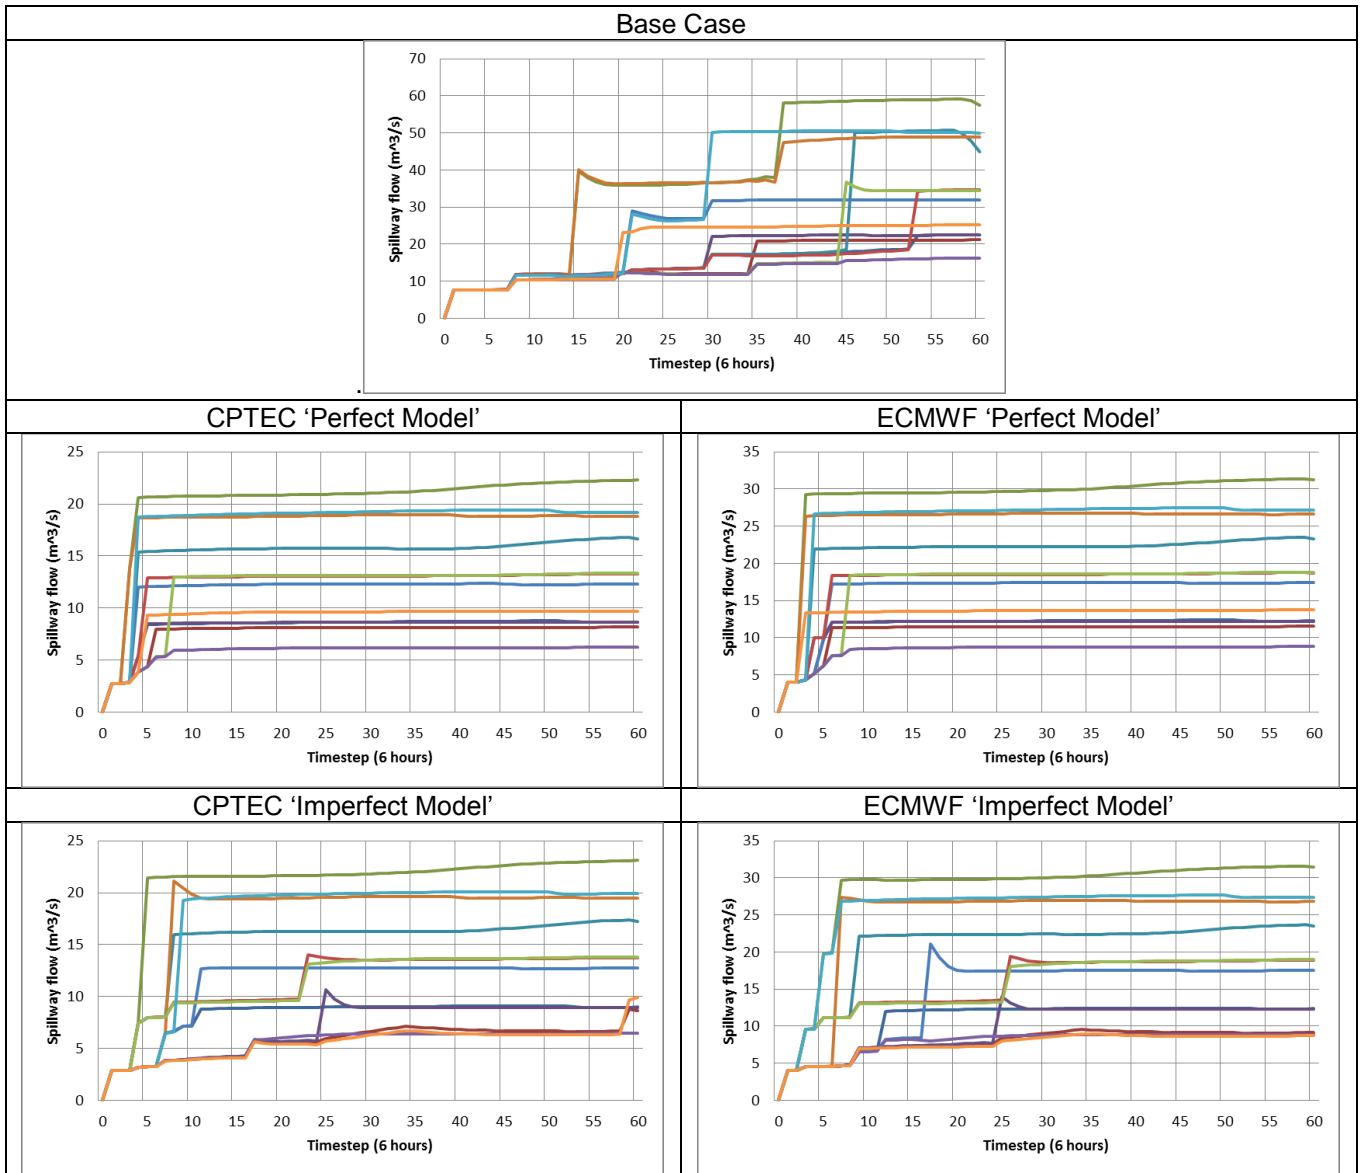 Base Case
70
60
50
40
30
20
10
0
Spillway flow (m^3/s)
0 5 10 15 20 25 30 35 40 45 50 55 60
Timestep (6 hours)
.
CPTEC ‘Perfect Model’
25
20
15
10
5
0
Spillway flow (m^3/s)
0 5 10 15 20 25 30 35 40 45 50 55 60
Timestep (6 hours)
ECMWF ‘Perfect Model’
35
30
25
20
15
10
5
0
Spillway flow (m^3/s)
0 5 10 15 20 25 30 35 40 45 50 55 60
Timestep (6 hours)
CPTEC ‘Imperfect Model’
25
20
15
10
5
0
Spillway flow (m^3/s)
0 5 10 15 20 25 30 35 40 45 50 55 60
Timestep (6 hours)
ECMWF ‘Imperfect Model’
35
30
25
20
15
10
5
0
Spillway flow (m^3/s)
0 5 10 15 20 25 30 35 40 45 50 55 60
Timestep (6 hours)